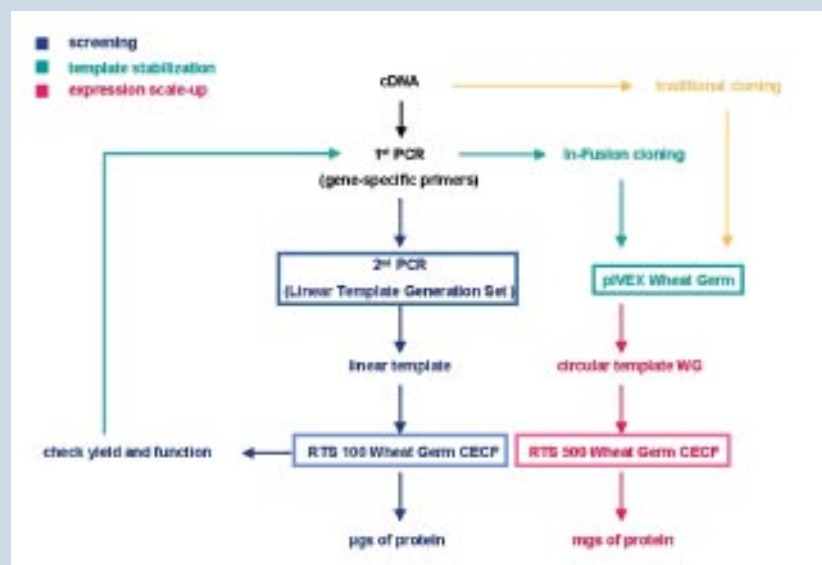 screening
template stabilization
expression scale-up
cDNA
traditional cloning
1st PCR
(gene-specific primers)
In-Fusion cloning
2nd PCR
(Linear Template Generation Set)
pIVEX Wheat Germ
linear template
circular template WG
check yield and function
RTS 100 Wheat Germ CECF
RTS 500 Wheat Germ CECF
µgs of protein
mgs of protein